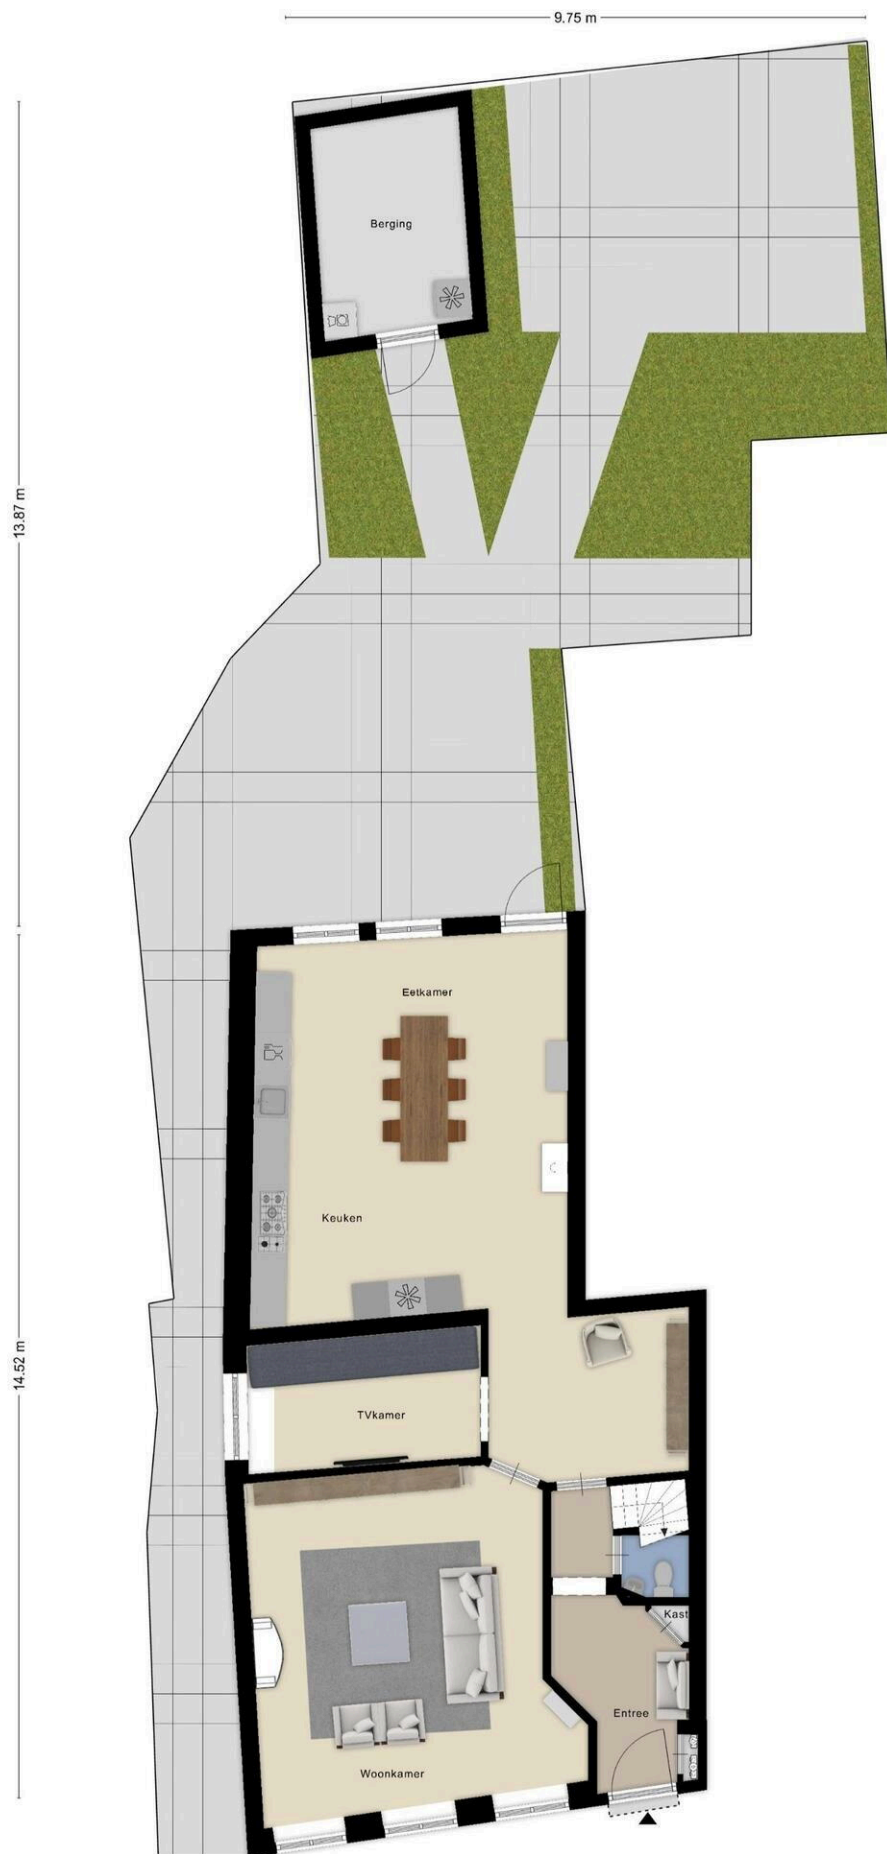 9.75 m
Berging
13.87 m
Eetkamer
Keuken
14.52 m
TVkamer
Kast
Entree
Woonkamer